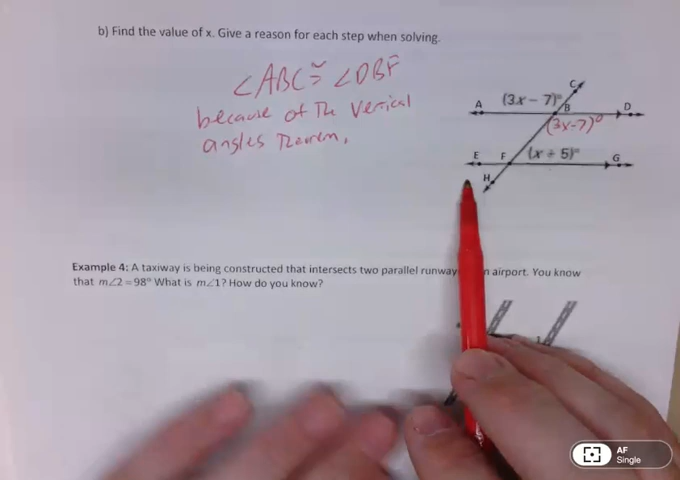 b) Find the value of x. Give a reason for each step when solving.
∠ABC ≅ ∠DBF
because of The Vertical
angles Theorem.
C
A
(3x − 7)°
B
D
(3x-7)°
E
F
(x + 5)°
G
H
Example 4: A taxiway is being constructed that intersects two parallel runway n airport. You know
that m∠2 = 98° What is m∠1? How do you know?
1
AF
Single